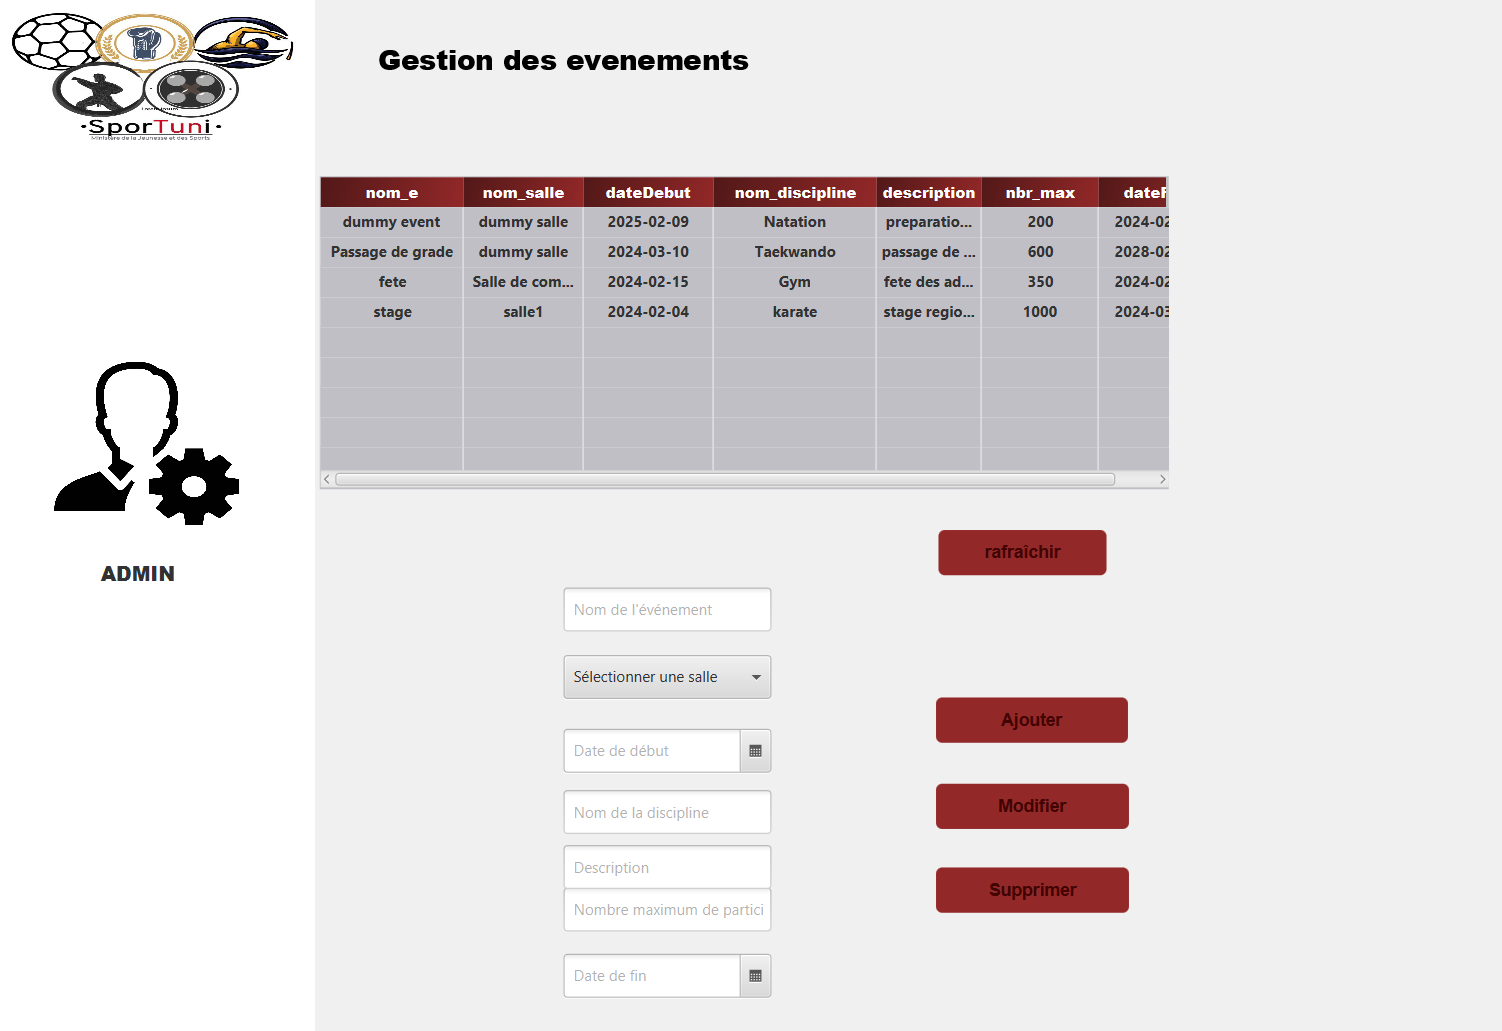 SporTuni
Ministère de la Jeunesse et des Sports
ADMIN
Gestion des evenements
nom_e nom_salle dateDebut nom_discipline description nbr_max dateF
dummy event dummy salle 2025-02-09 Natation preparatio... 200 2024-02
Passage de grade dummy salle 2024-03-10 Taekwando passage de ... 600 2028-02
fete Salle de com... 2024-02-15 Gym fete des ad... 350 2024-02
stage salle1 2024-02-04 karate stage regio... 1000 2024-03
rafraîchir
Nom de l'événement
Sélectionner une salle
Date de début
Nom de la discipline
Description
Nombre maximum de partici
Date de fin
Ajouter
Modifier
Supprimer